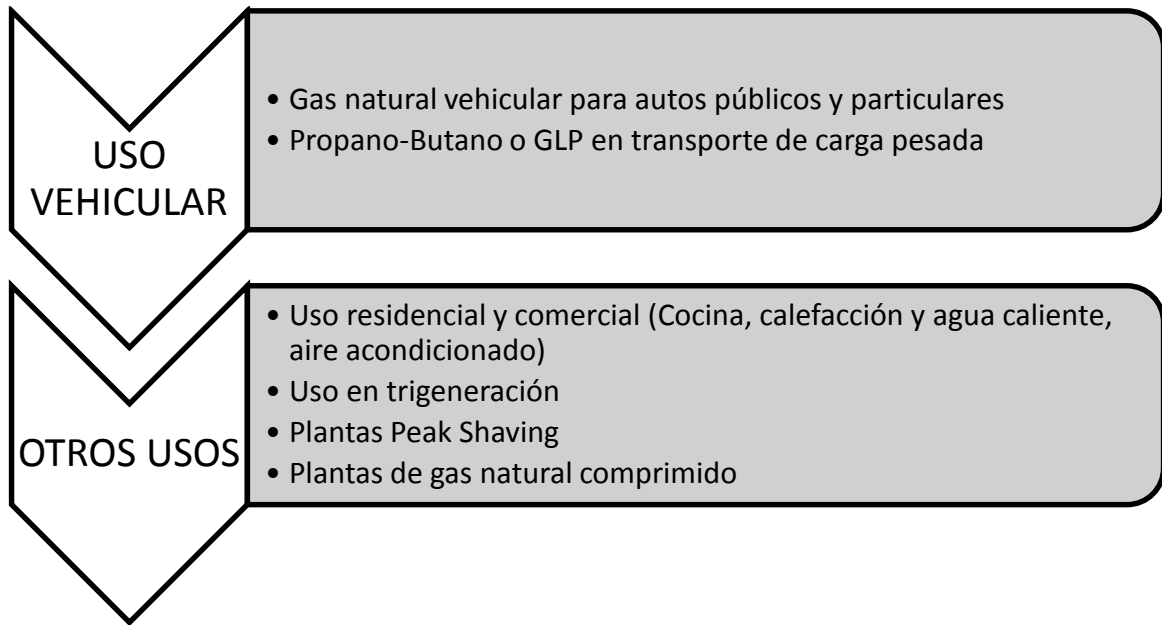 USO
VEHICULAR
• Gas natural vehicular para autos públicos y particulares
• Propano-Butano o GLP en transporte de carga pesada
OTROS USOS
• Uso residencial y comercial (Cocina, calefacción y agua caliente,
aire acondicionado)
• Uso en trigeneración
• Plantas Peak Shaving
• Plantas de gas natural comprimido